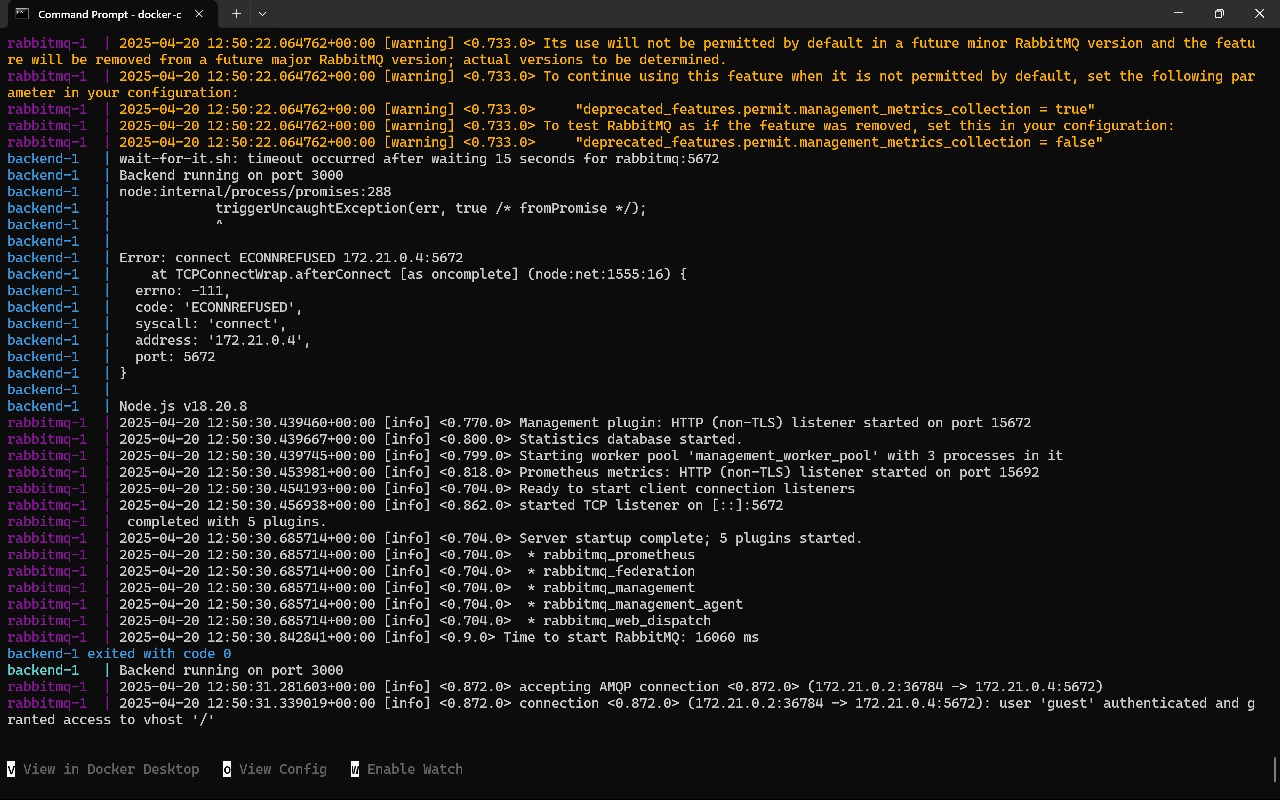 Command Prompt - docker-c
rabbitmq-1  | 2025-04-20 12:50:22.064762+00:00 [warning] <0.733.0> Its use will not be permitted by default in a future minor RabbitMQ version and the featu
re will be removed from a future major RabbitMQ version; actual versions to be determined.
rabbitmq-1  | 2025-04-20 12:50:22.064762+00:00 [warning] <0.733.0> To continue using this feature when it is not permitted by default, set the following par
ameter in your configuration:
rabbitmq-1  | 2025-04-20 12:50:22.064762+00:00 [warning] <0.733.0>     "deprecated_features.permit.management_metrics_collection = true"
rabbitmq-1  | 2025-04-20 12:50:22.064762+00:00 [warning] <0.733.0> To test RabbitMQ as if the feature was removed, set this in your configuration:
rabbitmq-1  | 2025-04-20 12:50:22.064762+00:00 [warning] <0.733.0>     "deprecated_features.permit.management_metrics_collection = false"
backend-1   | wait-for-it.sh: timeout occurred after waiting 15 seconds for rabbitmq:5672
backend-1   | Backend running on port 3000
backend-1   | node:internal/process/promises:288
backend-1   |             triggerUncaughtException(err, true /* fromPromise */);
backend-1   |             ^
backend-1   |
backend-1   | Error: connect ECONNREFUSED 172.21.0.4:5672
backend-1   |     at TCPConnectWrap.afterConnect [as oncomplete] (node:net:1555:16) {
backend-1   |   errno: -111,
backend-1   |   code: 'ECONNREFUSED',
backend-1   |   syscall: 'connect',
backend-1   |   address: '172.21.0.4',
backend-1   |   port: 5672
backend-1   | }
backend-1   |
backend-1   | Node.js v18.20.8
rabbitmq-1  | 2025-04-20 12:50:30.439460+00:00 [info] <0.770.0> Management plugin: HTTP (non-TLS) listener started on port 15672
rabbitmq-1  | 2025-04-20 12:50:30.439667+00:00 [info] <0.800.0> Statistics database started.
rabbitmq-1  | 2025-04-20 12:50:30.439745+00:00 [info] <0.799.0> Starting worker pool 'management_worker_pool' with 3 processes in it
rabbitmq-1  | 2025-04-20 12:50:30.453981+00:00 [info] <0.818.0> Prometheus metrics: HTTP (non-TLS) listener started on port 15692
rabbitmq-1  | 2025-04-20 12:50:30.454193+00:00 [info] <0.704.0> Ready to start client connection listeners
rabbitmq-1  | 2025-04-20 12:50:30.456938+00:00 [info] <0.862.0> started TCP listener on [::]:5672
rabbitmq-1  |  completed with 5 plugins.
rabbitmq-1  | 2025-04-20 12:50:30.685714+00:00 [info] <0.704.0> Server startup complete; 5 plugins started.
rabbitmq-1  | 2025-04-20 12:50:30.685714+00:00 [info] <0.704.0>  * rabbitmq_prometheus
rabbitmq-1  | 2025-04-20 12:50:30.685714+00:00 [info] <0.704.0>  * rabbitmq_federation
rabbitmq-1  | 2025-04-20 12:50:30.685714+00:00 [info] <0.704.0>  * rabbitmq_management
rabbitmq-1  | 2025-04-20 12:50:30.685714+00:00 [info] <0.704.0>  * rabbitmq_management_agent
rabbitmq-1  | 2025-04-20 12:50:30.685714+00:00 [info] <0.704.0>  * rabbitmq_web_dispatch
rabbitmq-1  | 2025-04-20 12:50:30.842841+00:00 [info] <0.9.0> Time to start RabbitMQ: 16060 ms
backend-1 exited with code 0
backend-1   | Backend running on port 3000
rabbitmq-1  | 2025-04-20 12:50:31.281603+00:00 [info] <0.872.0> accepting AMQP connection <0.872.0> (172.21.0.2:36784 -> 172.21.0.4:5672)
rabbitmq-1  | 2025-04-20 12:50:31.339019+00:00 [info] <0.872.0> connection <0.872.0> (172.21.0.2:36784 -> 172.21.0.4:5672): user 'guest' authenticated and g
ranted access to vhost '/'
v View in Docker Desktop   o View Config   w Enable Watch